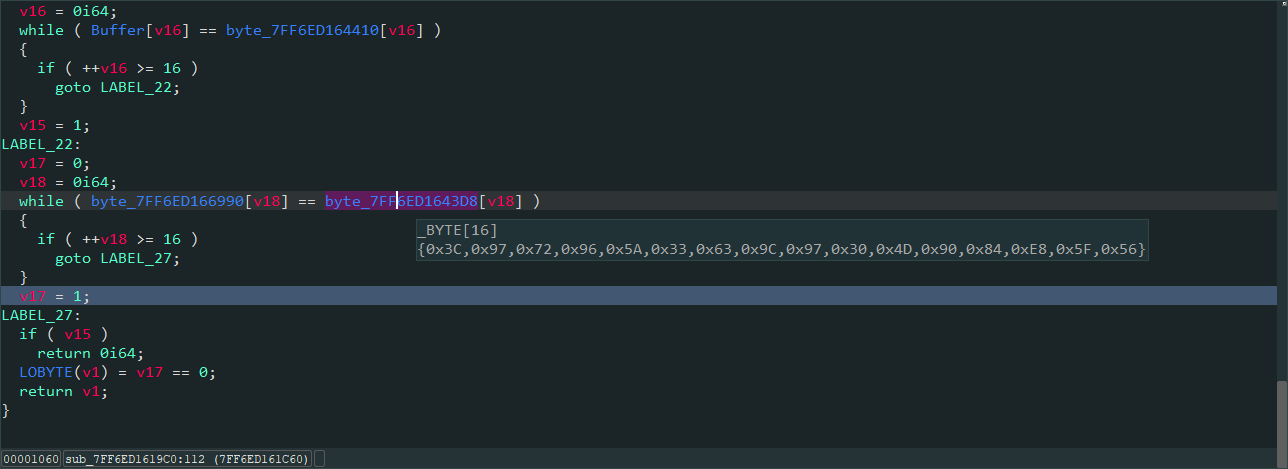 v16 = 0i64;
while ( Buffer[v16] == byte_7FF6ED164410[v16] )
{
if ( ++v16 >= 16 )
goto LABEL_22;
}
v15 = 1;
LABEL_22:
v17 = 0;
v18 = 0i64;
while ( byte_7FF6ED166990[v18] == byte_7FF6ED1643D8[v18] )
{
_BYTE[16]
if ( ++v18 >= 16 )
{0x3C,0x97,0x72,0x96,0x5A,0x33,0x63,0x9C,0x97,0x30,0x4D,0x90,0x84,0xE8,0x5F,0x56}
goto LABEL_27;
}
v17 = 1;
LABEL_27:
if ( v15 )
return 0i64;
LOBYTE(v1) = v17 == 0;
return v1;
}
00001060 sub_7FF6ED1619C0:112 (7FF6ED161C60)